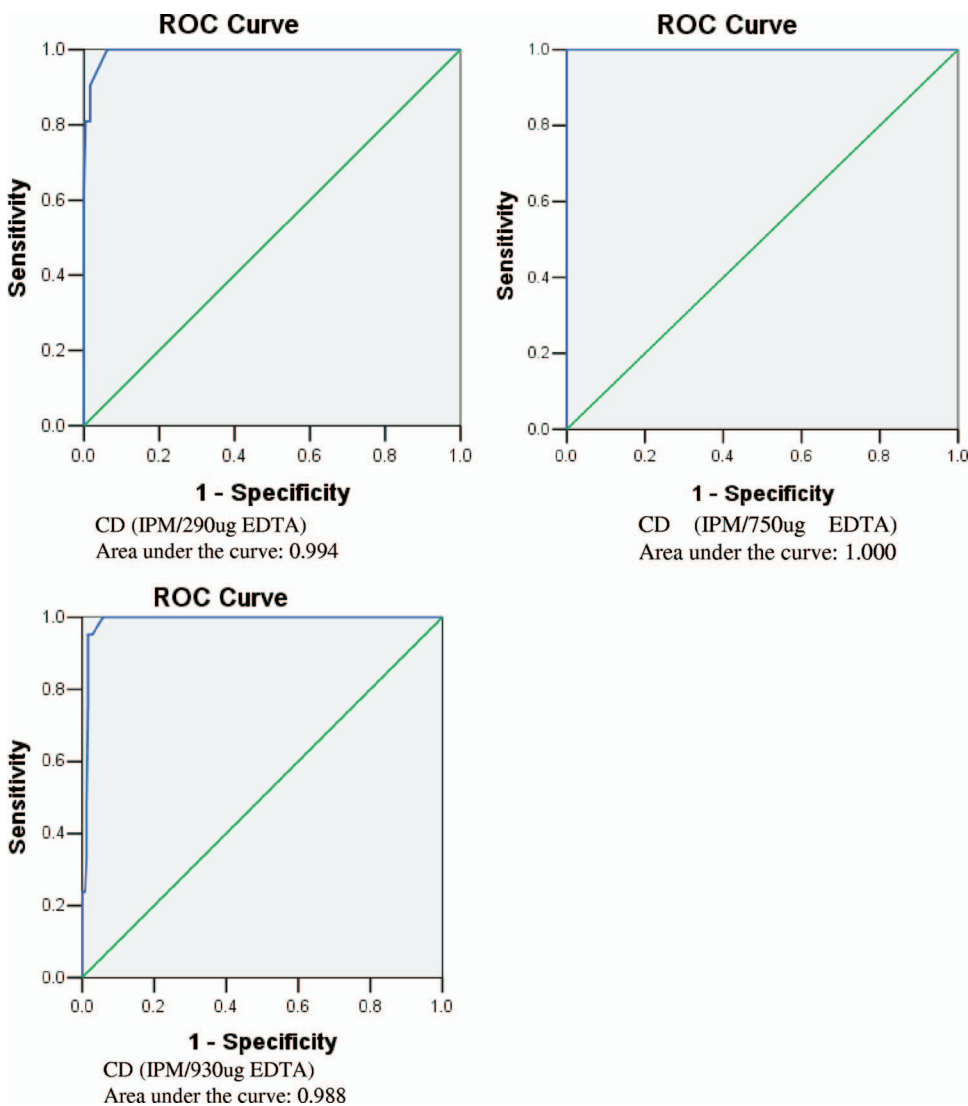 ROC Curve
1.0
0.8
0.6
0.4
0.2
0.0
Sensitivity
0.0 0.2 0.4 0.6 0.8 1.0
1 - Specificity
CD (IPM/290ug EDTA)
Area under the curve: 0.994
ROC Curve
1.0
0.8
0.6
0.4
0.2
0.0
Sensitivity
0.0 0.2 0.4 0.6 0.8 1.0
1 - Specificity
CD (IPM/750ug EDTA)
Area under the curve: 1.000
ROC Curve
1.0
0.8
0.6
0.4
0.2
0.0
Sensitivity
0.0 0.2 0.4 0.6 0.8 1.0
1 - Specificity
CD (IPM/930ug EDTA)
Area under the curve: 0.988